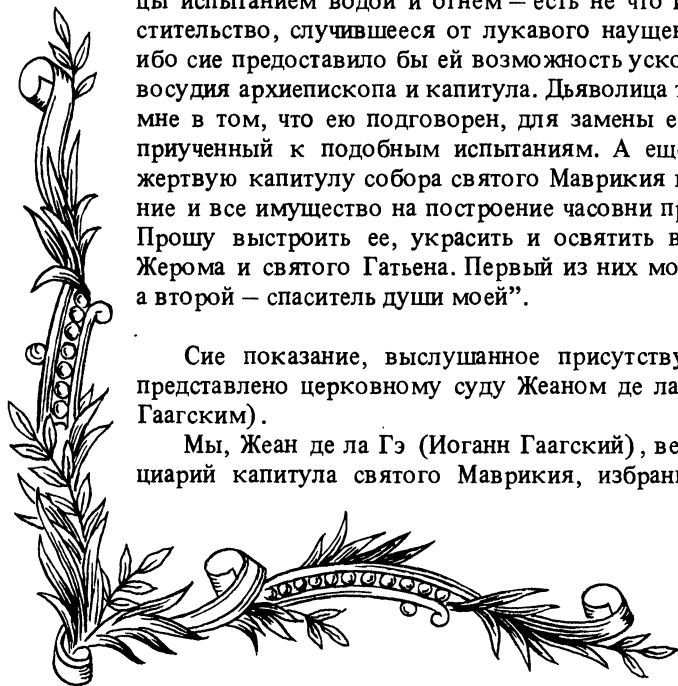 цы испытанием водой и огнем — есть не что и
стительство, случившееся от лукавого наущен
ибо сие предоставило бы ей возможность уско
восудия архиепископа и капитула. Дьяволица т
мне в том, что ею подговорен, для замены е
приученный к подобным испытаниям. А ещ
жертвую капитулу собора святого Маврикия
ние и все имущество на построение часовни пр
Прошу выстроить ее, украсить и освятить в
Жерома и святого Гатьена. Первый из них мо
а второй — спаситель души моей”.
Сие показание, выслушанное присутству
представлено церковному суду Жеаном де ла
Гаагским).
Мы, Жеан де ла Гэ (Иоганн Гаагский), ве
циарий капитула святого Маврикия, избран